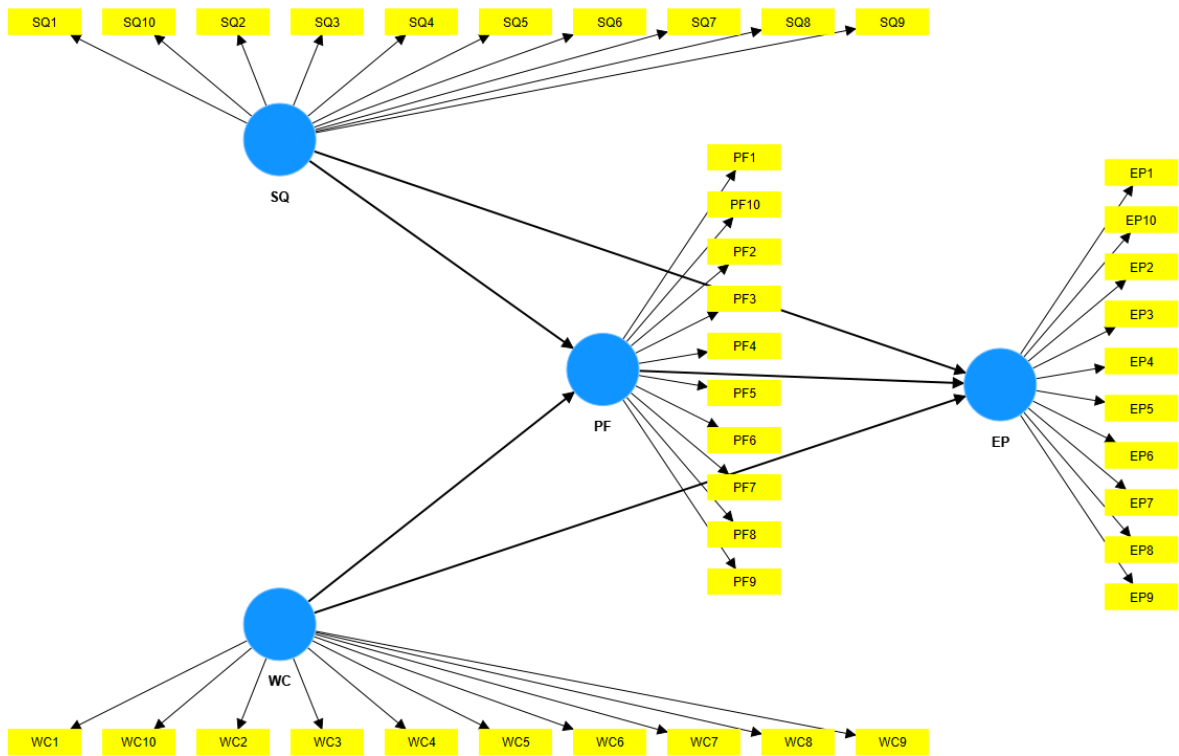 SQ1 SQ10 SQ2 SQ3 SQ4 SQ5 SQ6 SQ7 SQ8 SQ9
SQ
PF1
PF10
PF2
PF3
PF4
PF5
PF6
PF7
PF8
PF9
PF
EP1
EP10
EP2
EP3
EP4
EP5
EP6
EP7
EP8
EP9
EP
WC
WC1 WC10 WC2 WC3 WC4 WC5 WC6 WC7 WC8 WC9